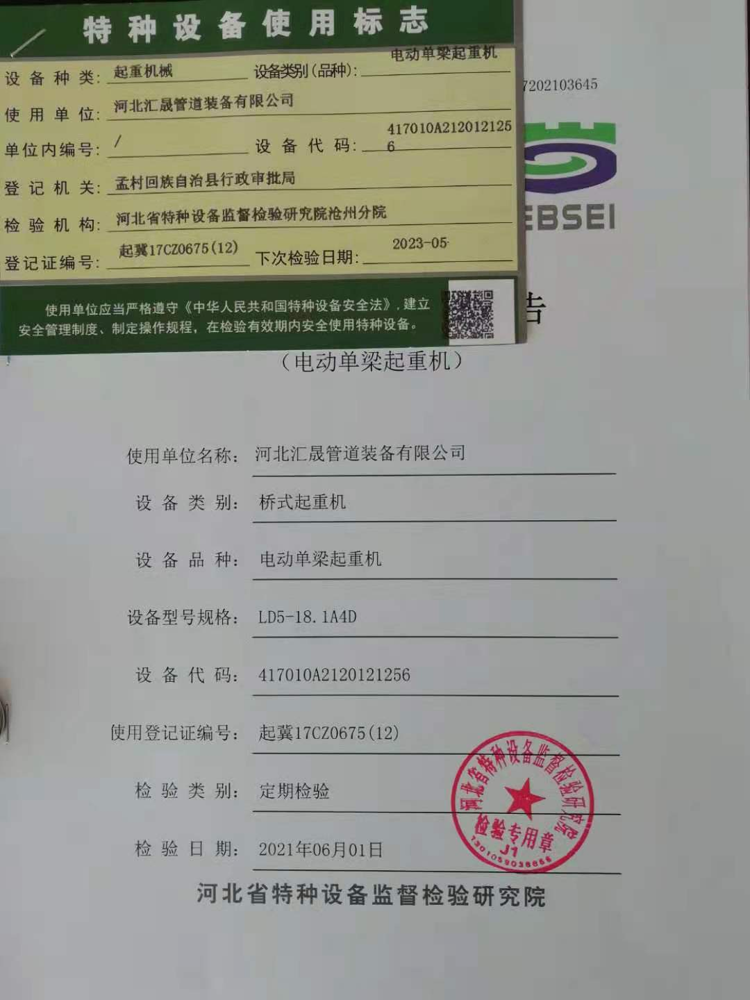 特种设备使用标志
设备种类: 起重机械 设备类别(品种): 电动单梁起重机
使用单位: 河北汇晟管道装备有限公司
单位内编号: / 设备代码: 417010A2120121256
登记机关: 孟村回族自治县行政审批局
检验机构: 河北省特种设备监督检验研究院沧州分院
登记证编号: 起冀17CZ0675(12) 下次检验日期: 2023-05
使用单位应当严格遵守《中华人民共和国特种设备安全法》,建立
安全管理制度、制定操作规程，在检验有效期内安全使用特种设备。
7202103645
EBSEI
告
（电动单梁起重机）
使用单位名称: 河北汇晟管道装备有限公司
设备类别: 桥式起重机
设备品种: 电动单梁起重机
设备型号规格: LD5-18.1A4D
设备代码: 417010A2120121256
使用登记证编号: 起冀17CZ0675(12)
检验类别: 定期检验
检验日期: 2021年06月01日
河北省特种设备监督检验研究院
检验专用章
J1
河北省特种设备监督检验研究院